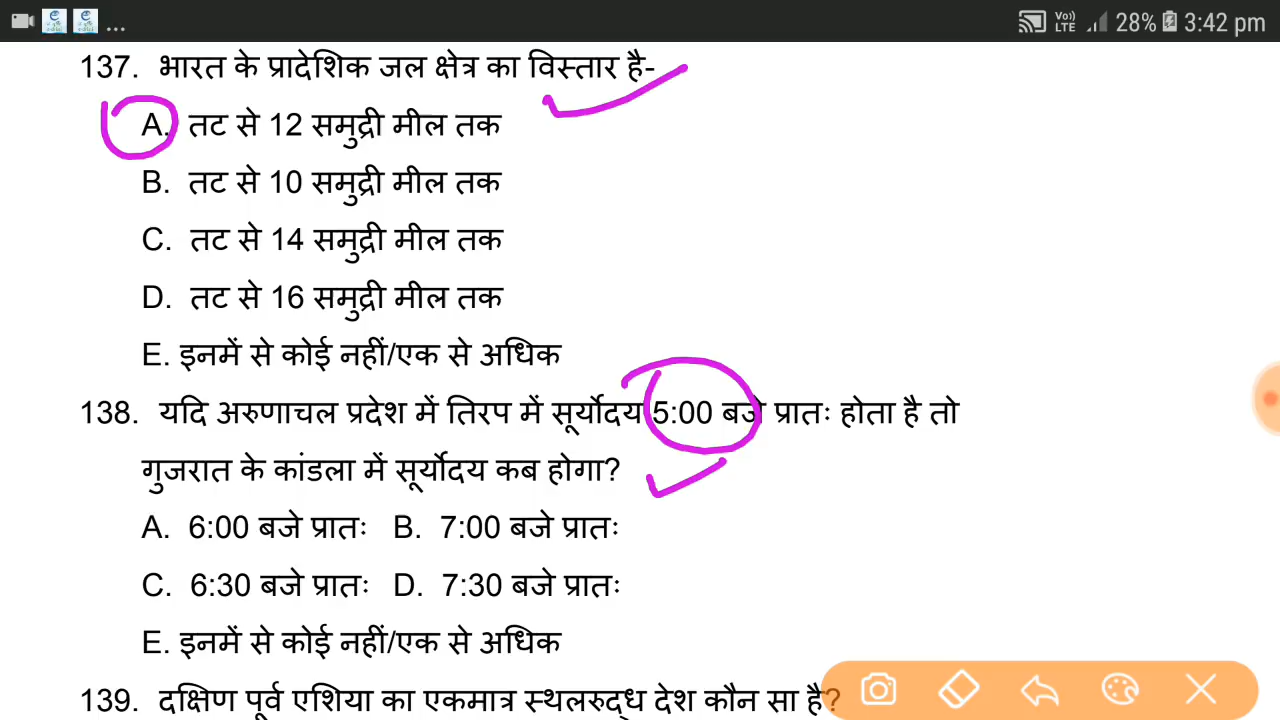 ... Vo) LTE 28% 3:42 pm
137. भारत के प्रादेशिक जल क्षेत्र का विस्तार है-
A. तट से 12 समुद्री मील तक
B. तट से 10 समुद्री मील तक
C. तट से 14 समुद्री मील तक
D. तट से 16 समुद्री मील तक
E. इनमें से कोई नहीं/एक से अधिक
138. यदि अरुणाचल प्रदेश में तिरप में सूर्योदय 5:00 बजे प्रातः होता है तो
गुजरात के कांडला में सूर्योदय कब होगा?
A. 6:00 बजे प्रातः B. 7:00 बजे प्रातः
C. 6:30 बजे प्रातः D. 7:30 बजे प्रातः
E. इनमें से कोई नहीं/एक से अधिक
139. दक्षिण पूर्व एशिया का एकमात्र स्थलरुद्ध देश कौन सा है?